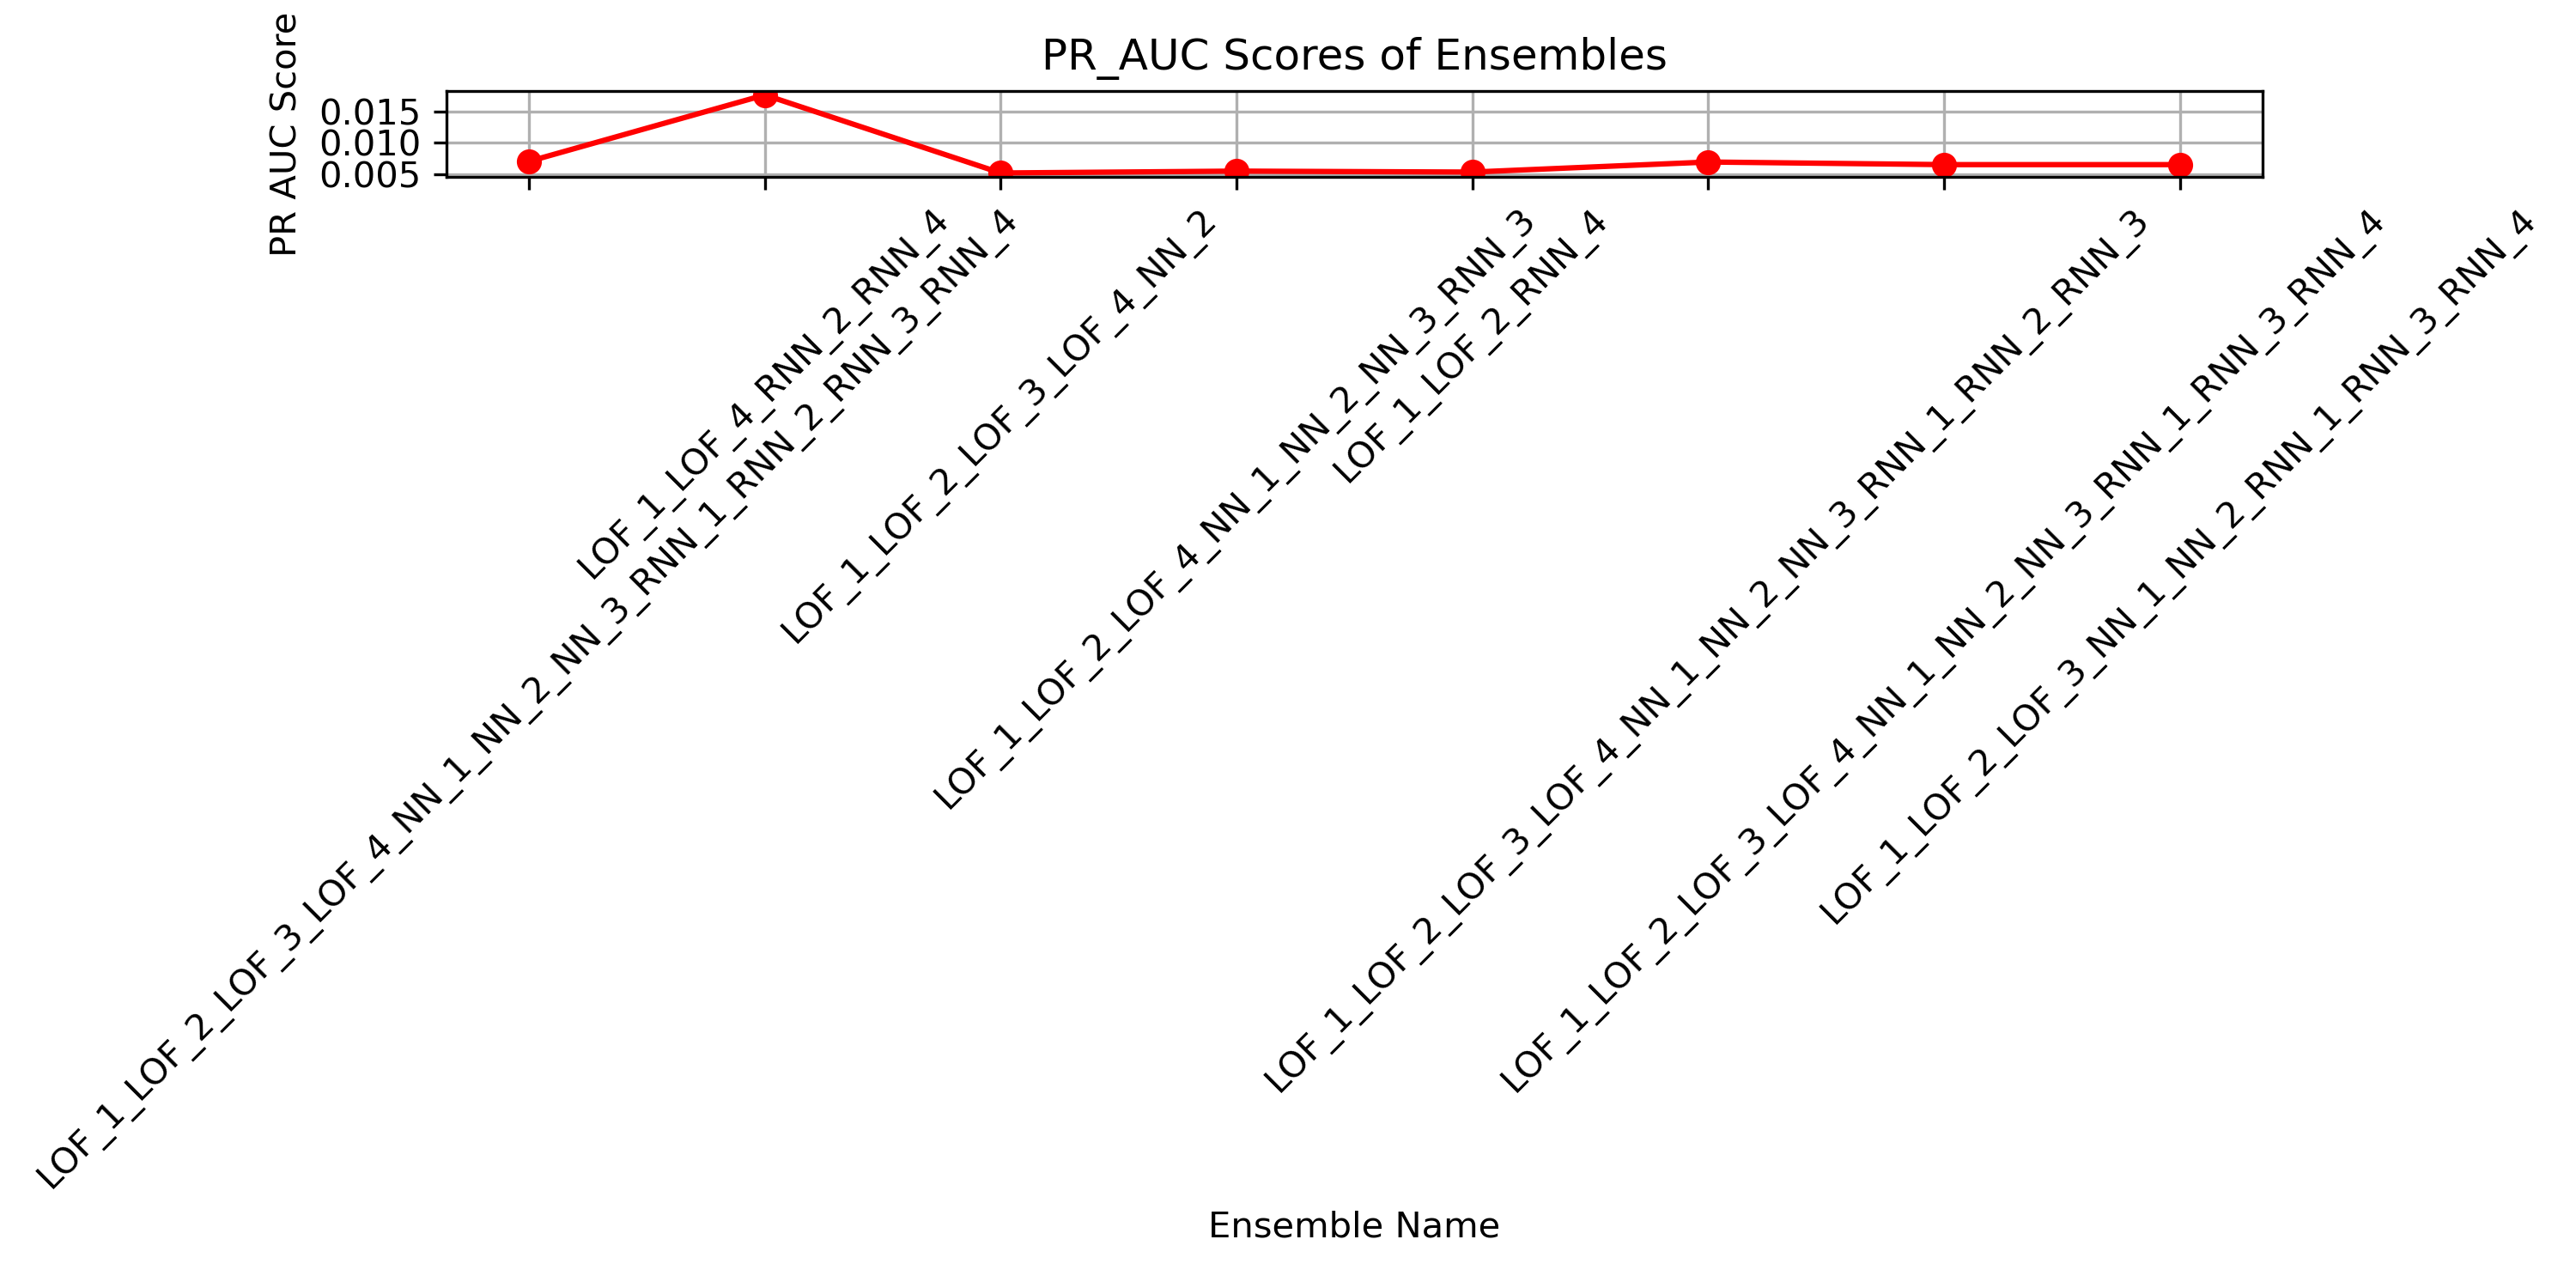 PR_AUC Scores of Ensembles
PR AUC Score
0.015
0.010
0.005
LOF_1_LOF_2_LOF_3_LOF_4_NN_1_NN_2_NN_3_RNN_1_RNN_2_RNN_3_RNN_4
LOF_1_LOF_4_RNN_2_RNN_4
LOF_1_LOF_2_LOF_3_LOF_4_NN_2
LOF_1_LOF_2_LOF_4_NN_1_NN_2_NN_3_RNN_3
LOF_1_LOF_2_RNN_4
LOF_1_LOF_2_LOF_3_LOF_4_NN_1_NN_2_NN_3_RNN_1_RNN_2_RNN_3
LOF_1_LOF_2_LOF_3_LOF_4_NN_1_NN_2_NN_3_RNN_1_RNN_3_RNN_4
LOF_1_LOF_2_LOF_3_NN_1_NN_2_RNN_1_RNN_3_RNN_4
Ensemble Name